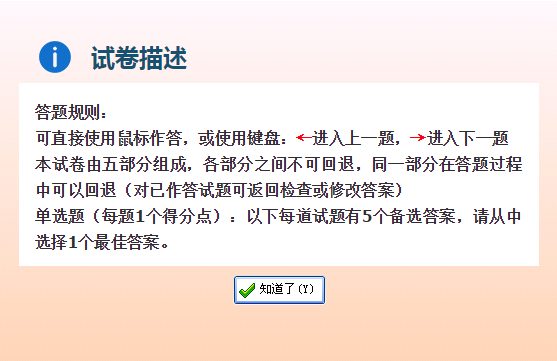 试卷描述
答题规则：
可直接使用鼠标作答，或使用键盘：←进入上一题，→进入下一题
本试卷由五部分组成，各部分之间不可回退，同一部分在答题过程
中可以回退（对已作答试题可返回检查或修改答案）
单选题（每题1个得分点）：以下每道试题有5个备选答案，请从中
选择1个最佳答案。
知道了(Y)